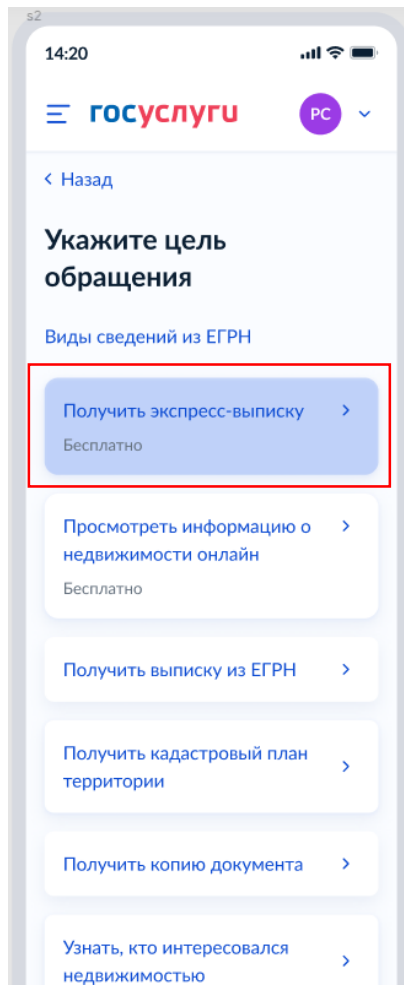 s2
14:20
госуслуги
РС
Назад
Укажите цель
обращения
Виды сведений из ЕГРН
Получить экспресс-выписку
Бесплатно
Просмотреть информацию о
недвижимости онлайн
Бесплатно
Получить выписку из ЕГРН
Получить кадастровый план
территории
Получить копию документа
Узнать, кто интересовался
недвижимостью